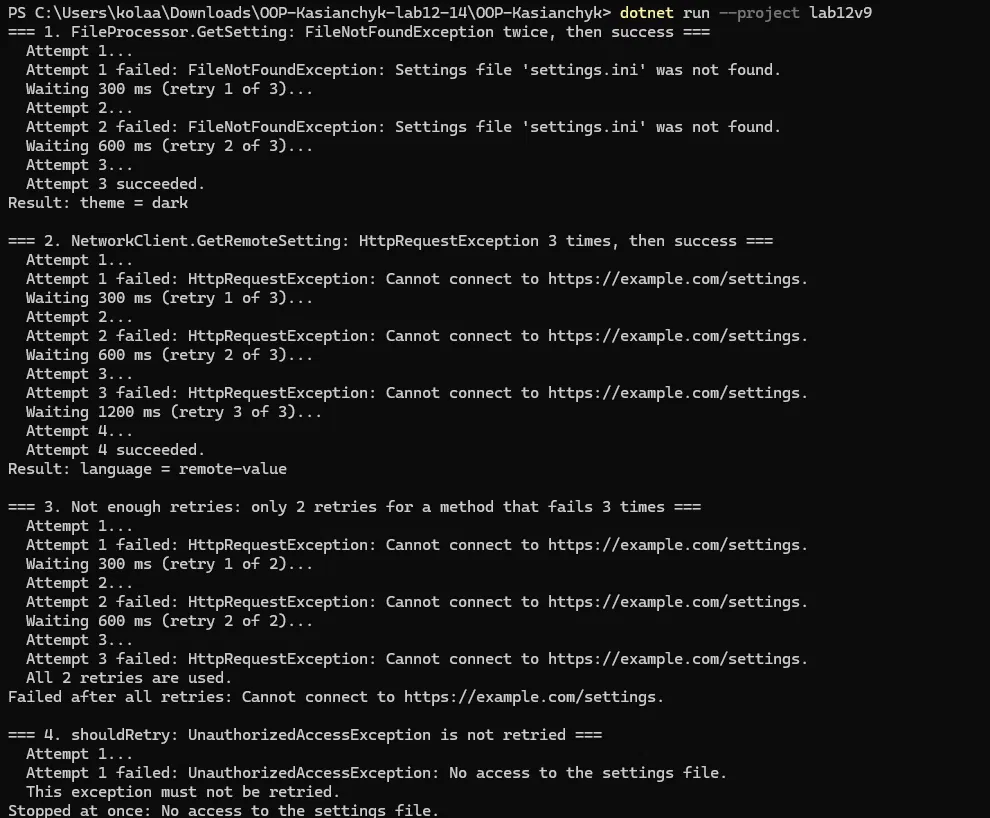 PS C:\Users\kolaa\Downloads\OOP-Kasianchyk-lab12-14\OOP-Kasianchyk> dotnet run --project lab12v9
=== 1. FileProcessor.GetSetting: FileNotFoundException twice, then success ===
  Attempt 1...
  Attempt 1 failed: FileNotFoundException: Settings file 'settings.ini' was not found.
  Waiting 300 ms (retry 1 of 3)...
  Attempt 2...
  Attempt 2 failed: FileNotFoundException: Settings file 'settings.ini' was not found.
  Waiting 600 ms (retry 2 of 3)...
  Attempt 3...
  Attempt 3 succeeded.
Result: theme = dark

=== 2. NetworkClient.GetRemoteSetting: HttpRequestException 3 times, then success ===
  Attempt 1...
  Attempt 1 failed: HttpRequestException: Cannot connect to https://example.com/settings.
  Waiting 300 ms (retry 1 of 3)...
  Attempt 2...
  Attempt 2 failed: HttpRequestException: Cannot connect to https://example.com/settings.
  Waiting 600 ms (retry 2 of 3)...
  Attempt 3...
  Attempt 3 failed: HttpRequestException: Cannot connect to https://example.com/settings.
  Waiting 1200 ms (retry 3 of 3)...
  Attempt 4...
  Attempt 4 succeeded.
Result: language = remote-value

=== 3. Not enough retries: only 2 retries for a method that fails 3 times ===
  Attempt 1...
  Attempt 1 failed: HttpRequestException: Cannot connect to https://example.com/settings.
  Waiting 300 ms (retry 1 of 2)...
  Attempt 2...
  Attempt 2 failed: HttpRequestException: Cannot connect to https://example.com/settings.
  Waiting 600 ms (retry 2 of 2)...
  Attempt 3...
  Attempt 3 failed: HttpRequestException: Cannot connect to https://example.com/settings.
  All 2 retries are used.
Failed after all retries: Cannot connect to https://example.com/settings.

=== 4. shouldRetry: UnauthorizedAccessException is not retried ===
  Attempt 1...
  Attempt 1 failed: UnauthorizedAccessException: No access to the settings file.
  This exception must not be retried.
Stopped at once: No access to the settings file.